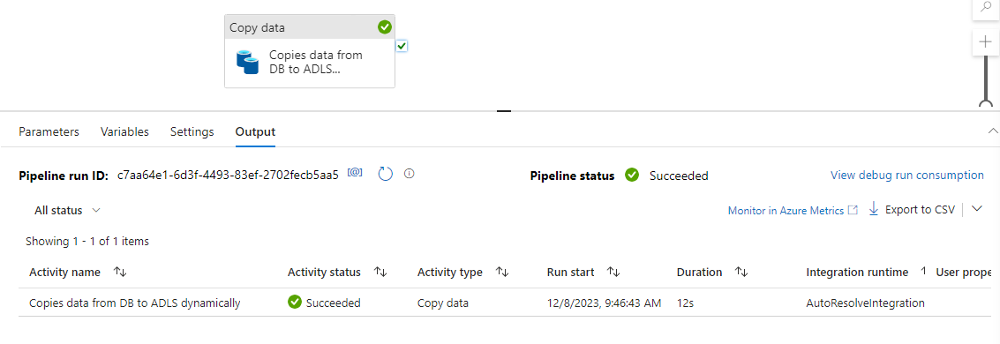 Copy data
Copies data from
DB to ADLS...
Parameters Variables Settings Output
Pipeline run ID: c7aa64e1-6d3f-4493-83ef-2702fecb5aa5 [@] Pipeline status Succeeded View debug run consumption
All status Monitor in Azure Metrics Export to CSV
Showing 1 - 1 of 1 items
Activity name Activity status Activity type Run start Duration Integration runtime User prope
Copies data from DB to ADLS dynamically Succeeded Copy data 12/8/2023, 9:46:43 AM 12s AutoResolveIntegration